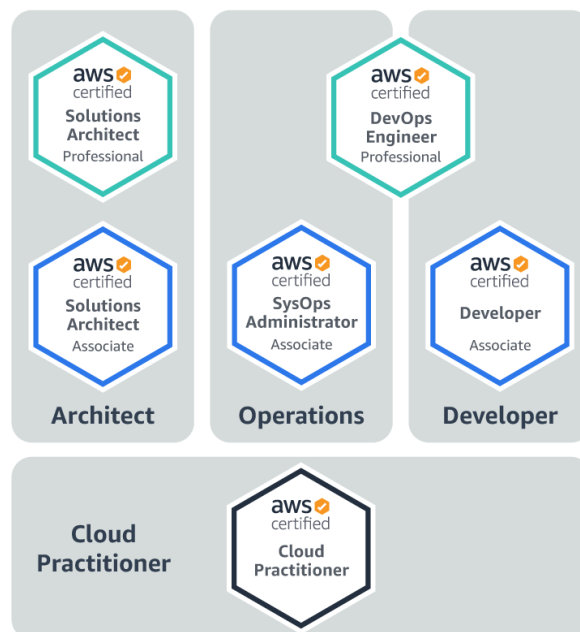 aws
certified
Solutions
Architect
Professional
aws
certified
DevOps
Engineer
Professional
aws
certified
Solutions
Architect
Associate
aws
certified
SysOps
Administrator
Associate
aws
certified
Developer
Associate
Architect
Operations
Developer
Cloud
Practitioner
aws
certified
Cloud
Practitioner